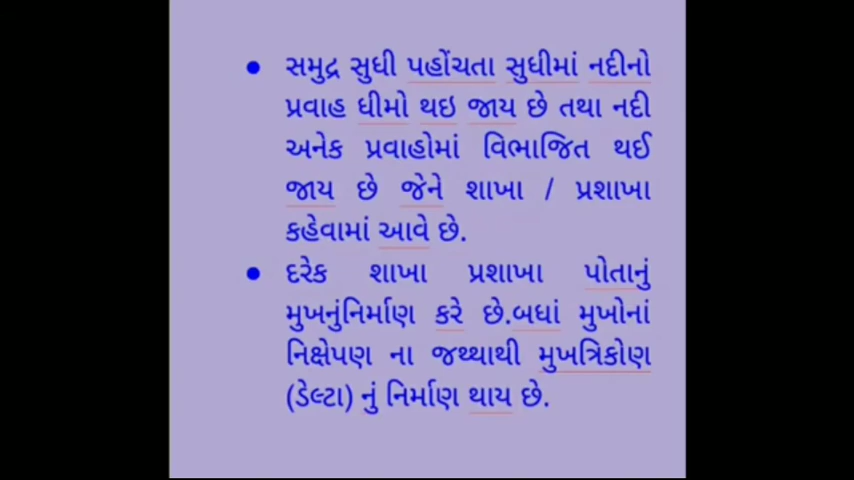 ● સમુદ્ર સુધી પહોંચતા સુધીમાં નદીનો
પ્રવાહ ધીમો થઇ જાય છે તથા નદી
અનેક પ્રવાહોમાં વિભાજિત થઈ
જાય છે જેને શાખા / પ્રશાખા
કહેવામાં આવે છે.
● દરેક શાખા પ્રશાખા પોતાનું
મુખનુંનિર્માણ કરે છે.બધાં મુખોનાં
નિક્ષેપણ ના જથ્થાથી મુખત્રિકોણ
(ડેલ્ટા) નું નિર્માણ થાય છે.